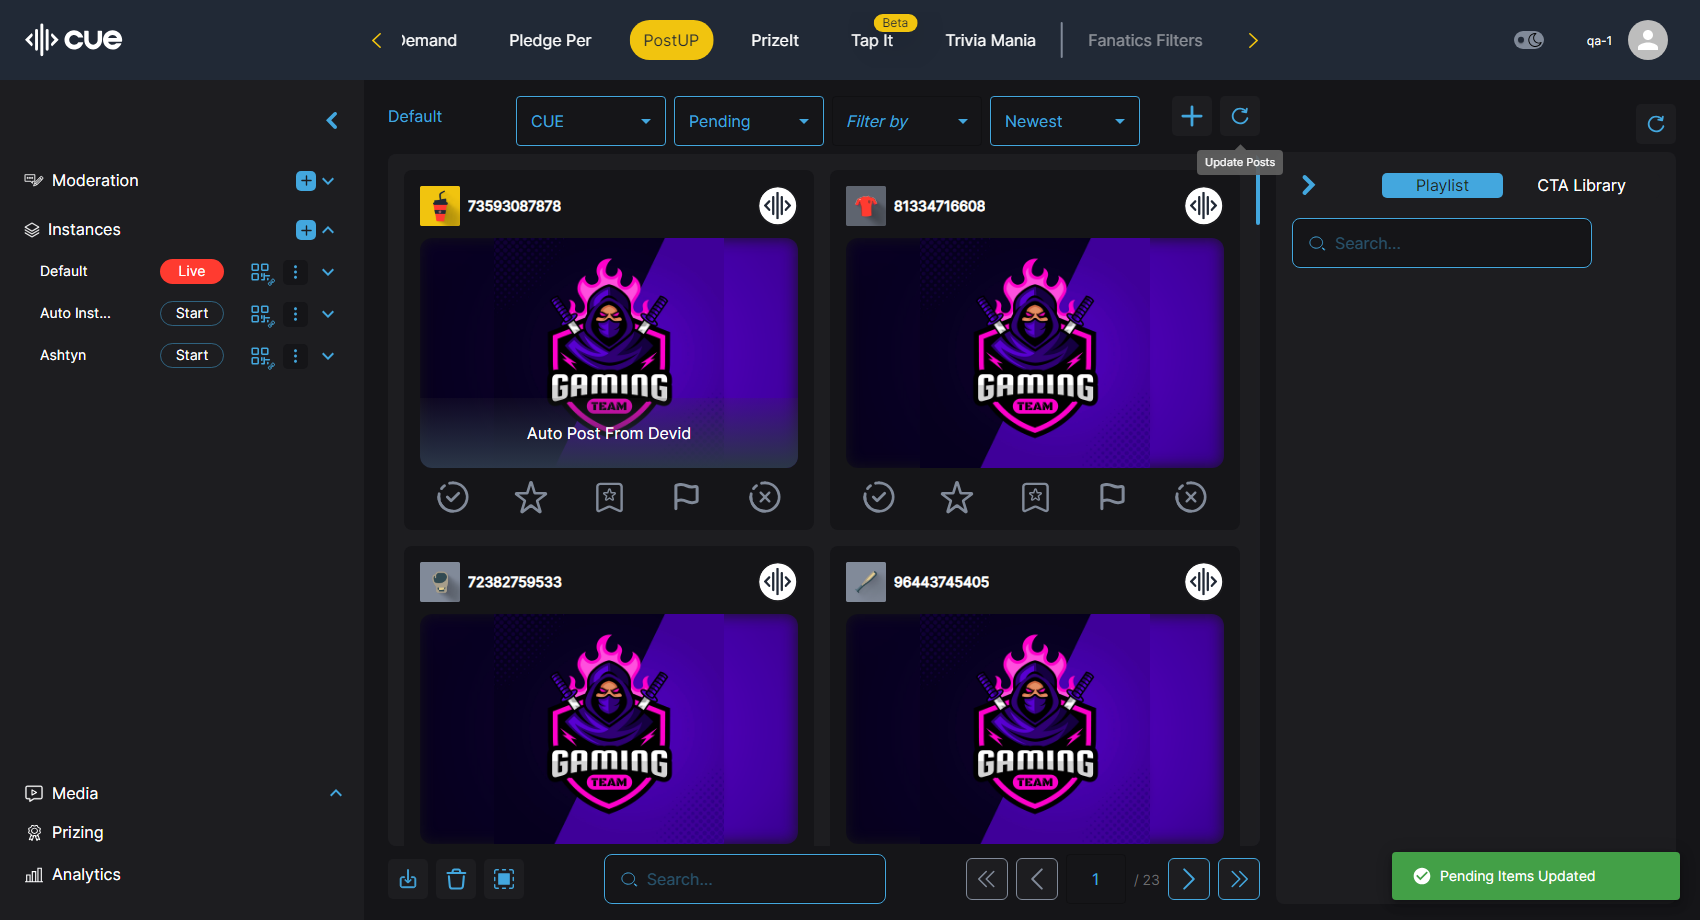 cue
Demand
Pledge Per
PostUP
PrizeIt
Beta
Tap It
Trivia Mania
Fanatics Filters
qa-1
Moderation
Instances
Default
Live
Auto Inst...
Start
Ashtyn
Start
Media
Prizing
Analytics
Default
CUE
Pending
Filter by
Newest
Update Posts
73593087878
GAMING
TEAM
Auto Post From Devid
81334716608
GAMING
TEAM
72382759533
GAMING
TEAM
96443745405
GAMING
TEAM
Search...
1
/ 23
Playlist
CTA Library
Search...
Pending Items Updated